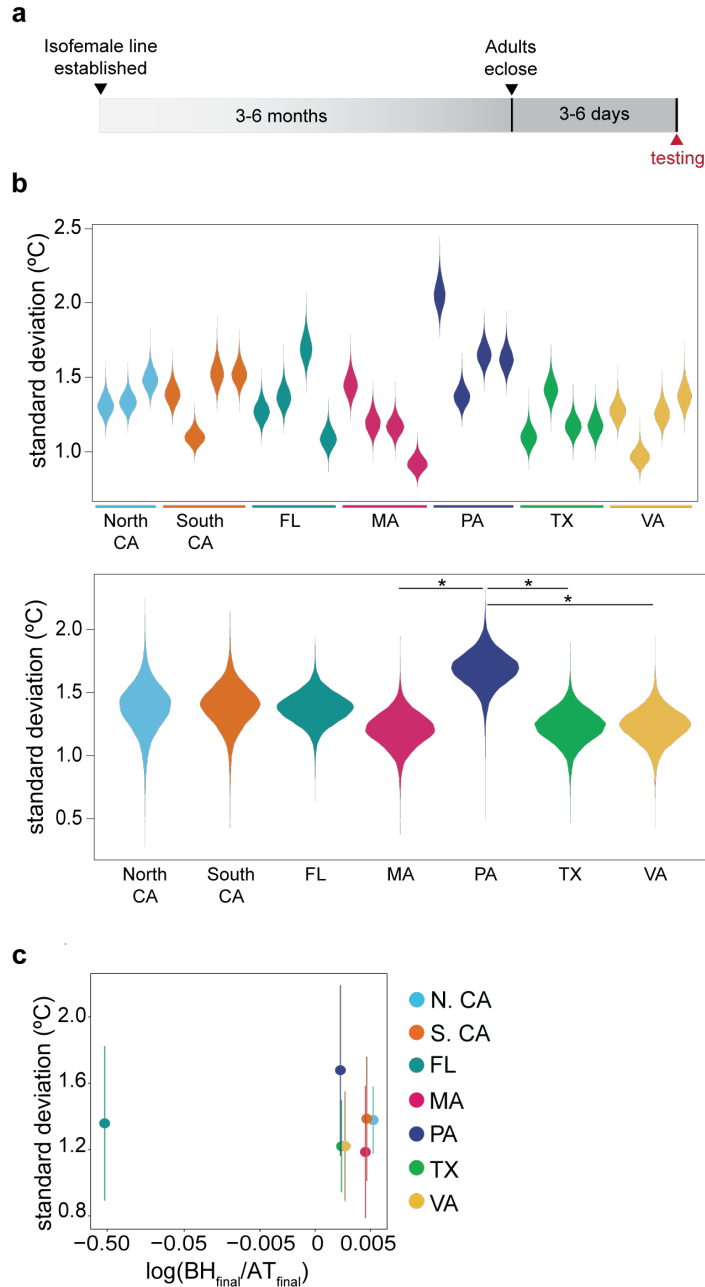 a
Isofemale line
established
Adults
eclose
3-6 months
3-6 days
testing
b
standard deviation (ºC)
2.5
2.0
1.5
1.0
North
CA
South
CA
FL
MA
PA
TX
VA
standard deviation (ºC)
2.0
1.5
1.0
0.5
*
*
*
North
CA
South
CA
FL
MA
PA
TX
VA
c
standard deviation (ºC)
2.0
1.6
1.2
0.8
−0.50
−0.05
−0.005
0
0.005
log(BHfinal/ATfinal)
N. CA
S. CA
FL
MA
PA
TX
VA